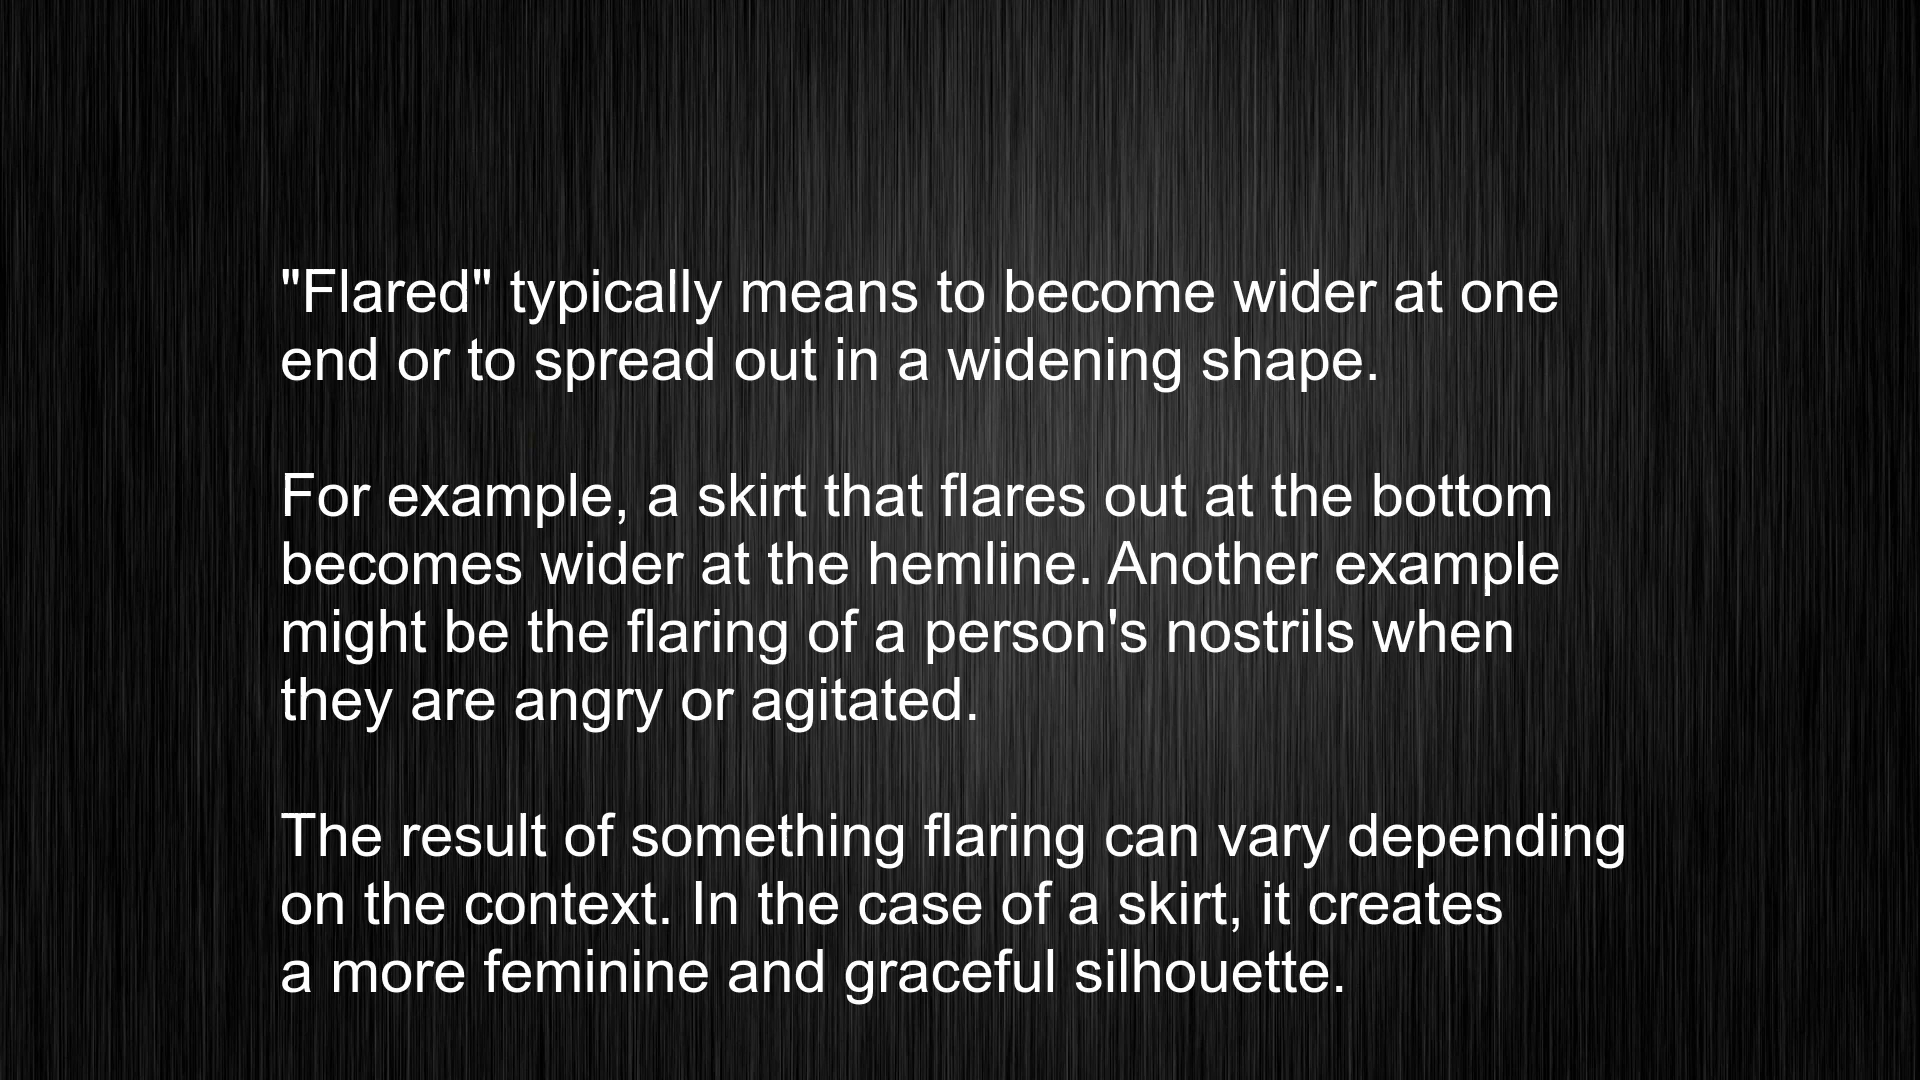 "Flared" typically means to become wider at one
end or to spread out in a widening shape.
For example, a skirt that flares out at the bottom
becomes wider at the hemline. Another example
might be the flaring of a person's nostrils when
they are angry or agitated.
The result of something flaring can vary depending
on the context. In the case of a skirt, it creates
a more feminine and graceful silhouette.